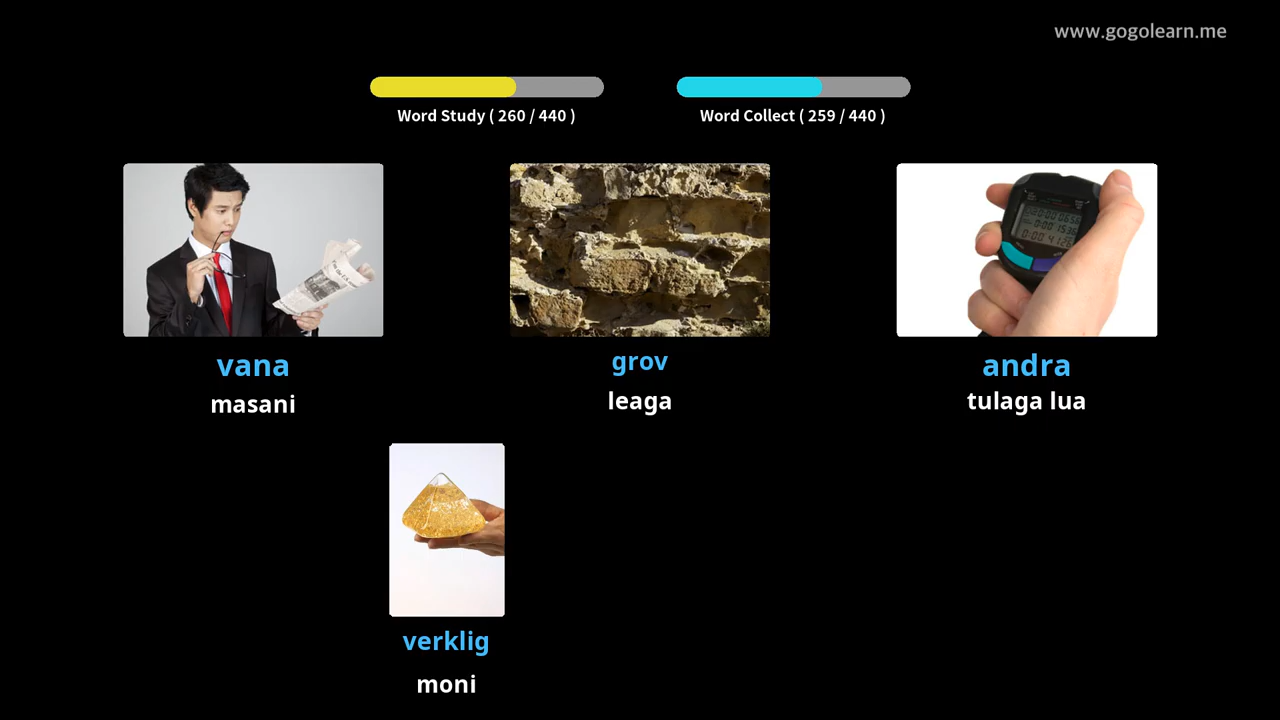 www.gogolearn.me
Word Study ( 260 / 440 )
Word Collect ( 259 / 440 )
vana
masani
grov
leaga
andra
tulaga lua
verklig
moni